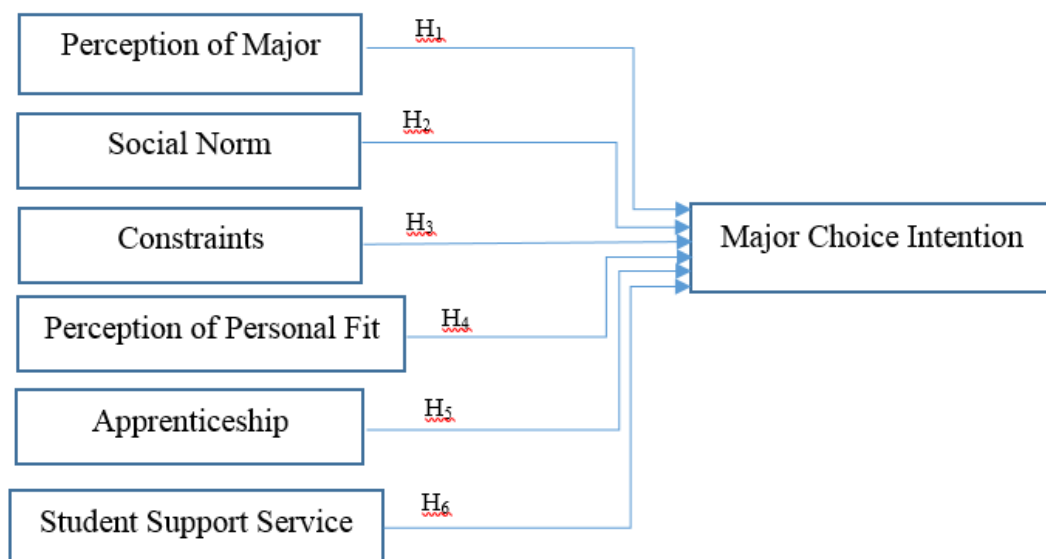 Perception of Major
H₁
Social Norm
H₂
Constraints
H₃
Major Choice Intention
Perception of Personal Fit
H₄
Apprenticeship
H₅
Student Support Service
H₆